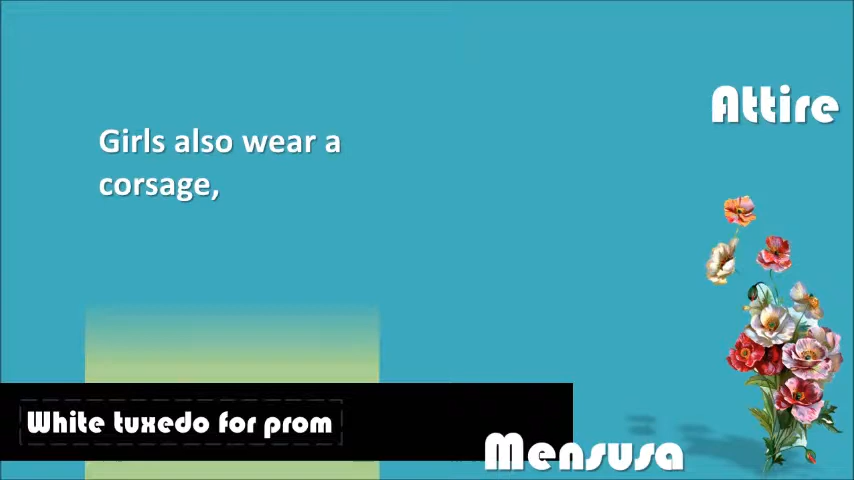 Attire
Girls also wear a
corsage,
White tuxedo for prom
Mensusa